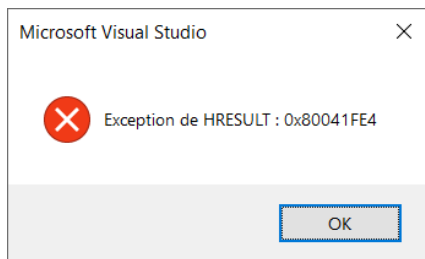 Microsoft Visual Studio
Exception de HRESULT : 0x80041FE4
OK